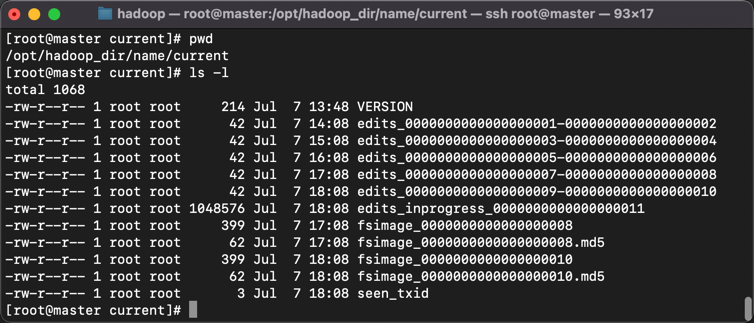 hadoop — root@master:/opt/hadoop_dir/name/current — ssh root@master — 93×17
[root@master current]# pwd
/opt/hadoop_dir/name/current
[root@master current]# ls -l
total 1068
-rw-r--r-- 1 root root     214 Jul  7 13:48 VERSION
-rw-r--r-- 1 root root      42 Jul  7 14:08 edits_0000000000000000001-0000000000000000002
-rw-r--r-- 1 root root      42 Jul  7 15:08 edits_0000000000000000003-0000000000000000004
-rw-r--r-- 1 root root      42 Jul  7 16:08 edits_0000000000000000005-0000000000000000006
-rw-r--r-- 1 root root      42 Jul  7 17:08 edits_0000000000000000007-0000000000000000008
-rw-r--r-- 1 root root      42 Jul  7 18:08 edits_0000000000000000009-0000000000000000010
-rw-r--r-- 1 root root 1048576 Jul  7 18:08 edits_inprogress_0000000000000000011
-rw-r--r-- 1 root root     399 Jul  7 17:08 fsimage_0000000000000000008
-rw-r--r-- 1 root root      62 Jul  7 17:08 fsimage_0000000000000000008.md5
-rw-r--r-- 1 root root     399 Jul  7 18:08 fsimage_0000000000000000010
-rw-r--r-- 1 root root      62 Jul  7 18:08 fsimage_0000000000000000010.md5
-rw-r--r-- 1 root root       3 Jul  7 18:08 seen_txid
[root@master current]#